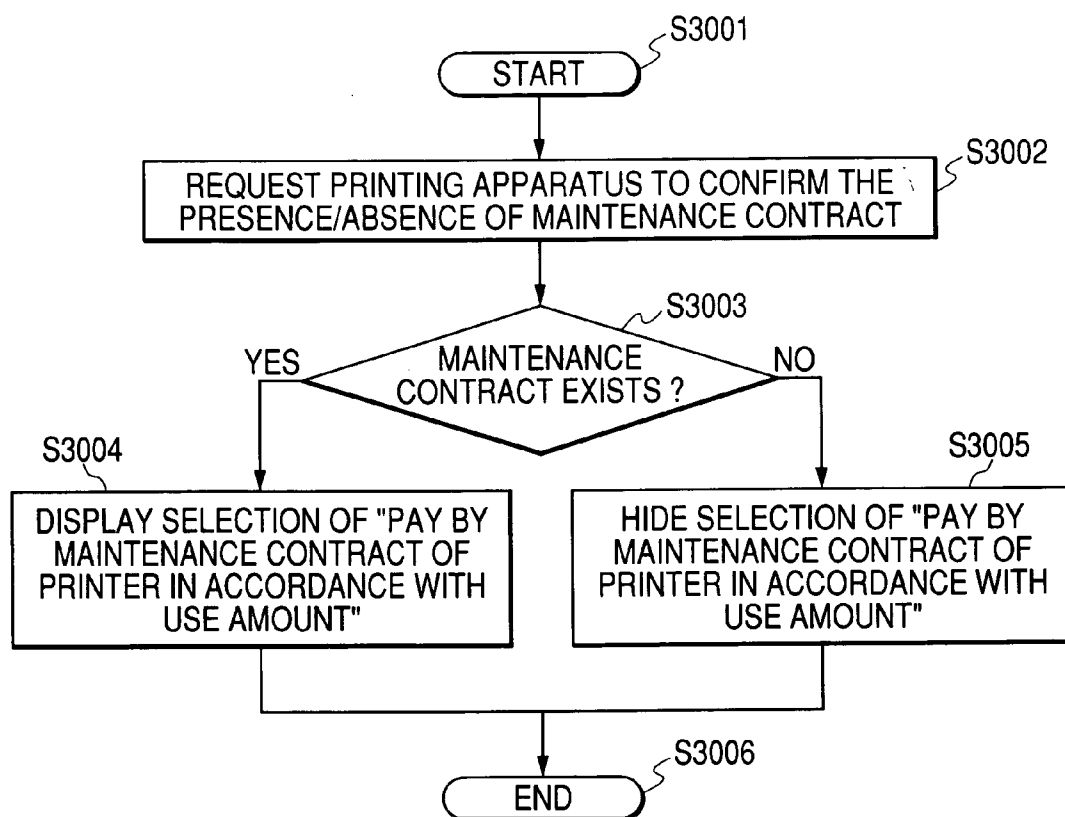 S3001
START
S3002
REQUEST PRINTING APPARATUS TO CONFIRM THE
PRESENCE/ABSENCE OF MAINTENANCE CONTRACT
S3003
MAINTENANCE
CONTRACT EXISTS ?
YES
NO
S3004
DISPLAY SELECTION OF "PAY BY
MAINTENANCE CONTRACT OF
PRINTER IN ACCORDANCE WITH
USE AMOUNT"
S3005
HIDE SELECTION OF "PAY BY
MAINTENANCE CONTRACT OF
PRINTER IN ACCORDANCE WITH
USE AMOUNT"
S3006
END